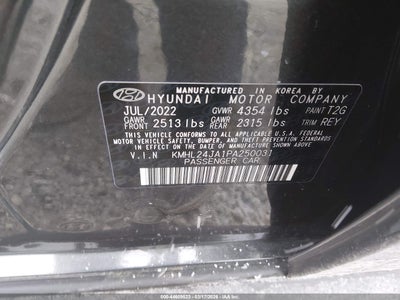 MANUFACTURED IN KOREA BY
HYUNDAI MOTOR COMPANY
JUL/2022 GVWR 4354 lbs PAINT T2G
GAWR FRONT 2513 lbs GAWR REAR 2315 lbs TRIM REY
THIS VEHICLE CONFORMS TO ALL APPLICABLE U.S. FEDERAL
MOTOR VEHICLE SAFETY, BUMPER, AND THEFT PREVENTION
STANDARDS IN EFFECT ON THE DATE OF MANUFACTURE SHOWN ABOVE.
V.I.N KMHL24JA1PA250031
PASSENGER CAR